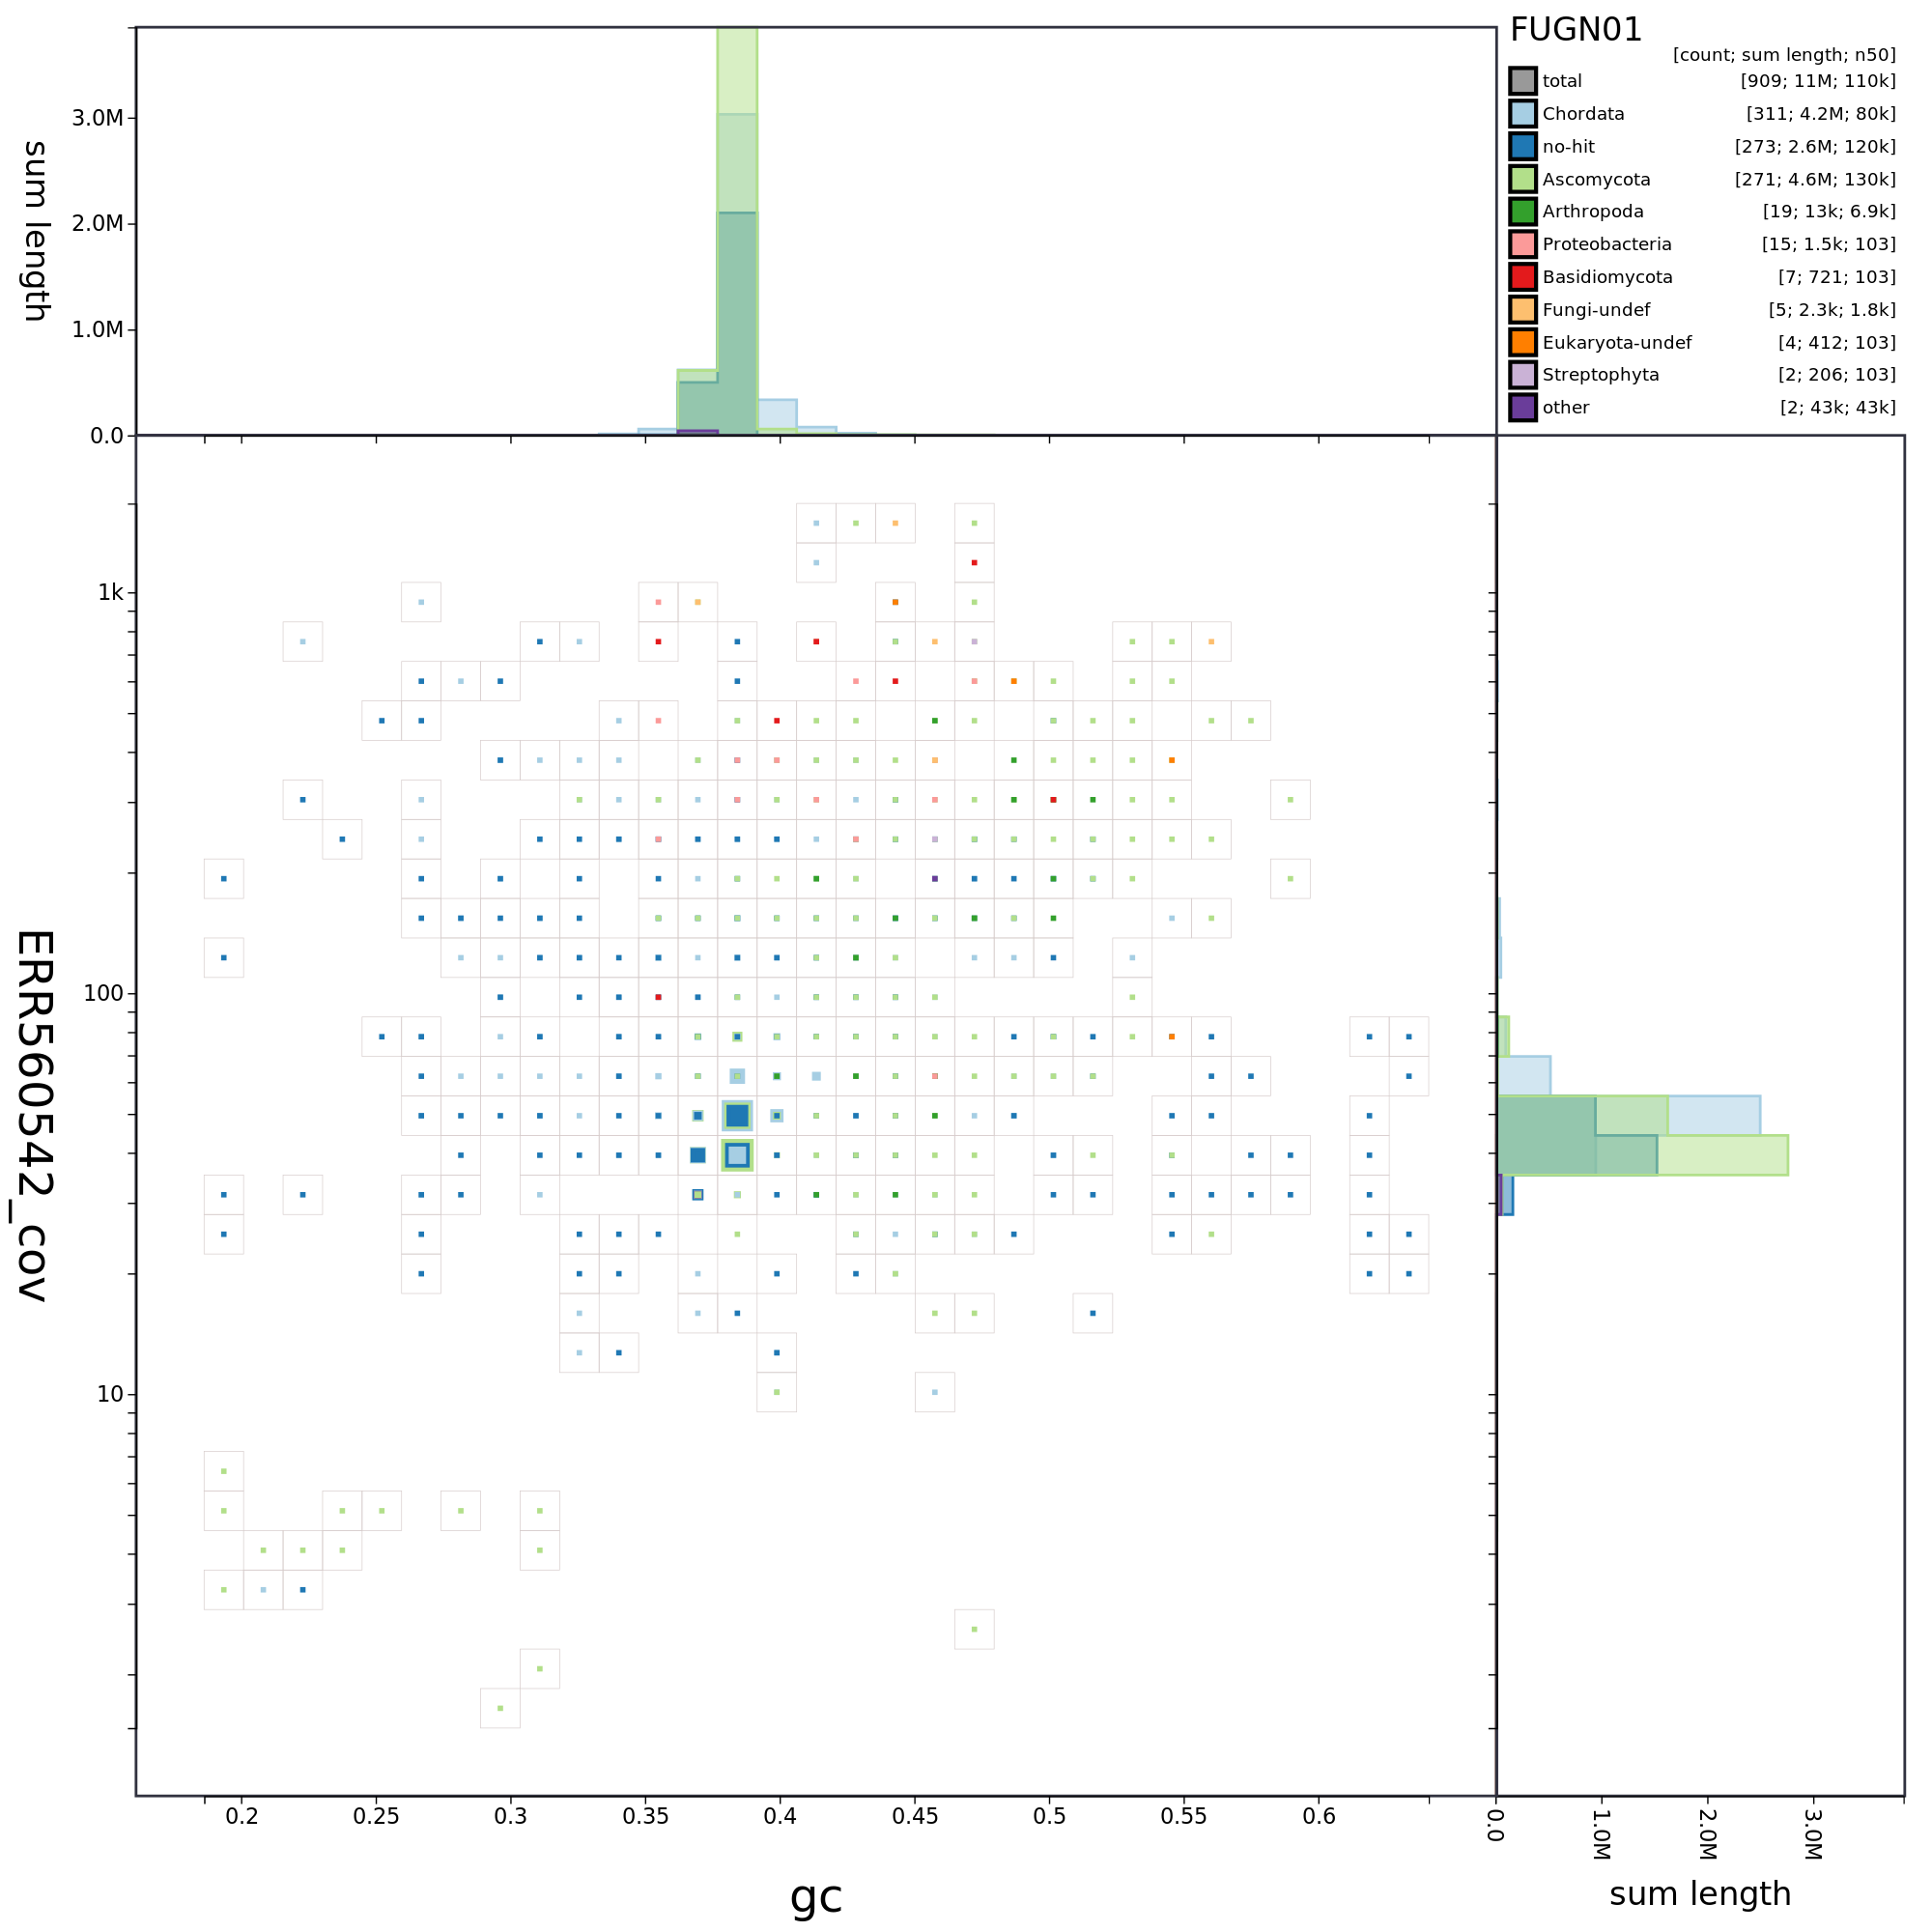 FUGN01
[count; sum length; n50]
total [909; 11M; 110k]
Chordata [311; 4.2M; 80k]
no-hit [273; 2.6M; 120k]
Ascomycota [271; 4.6M; 130k]
Arthropoda [19; 13k; 6.9k]
Proteobacteria [15; 1.5k; 103]
Basidiomycota [7; 721; 103]
Fungi-undef [5; 2.3k; 1.8k]
Eukaryota-undef [4; 412; 103]
Streptophyta [2; 206; 103]
other [2; 43k; 43k]
sum length
3.0M
2.0M
1.0M
0.0
ERR560542_cov
1k
100
10
0.2 0.25 0.3 0.35 0.4 0.45 0.5 0.55 0.6
gc
0.0 1.0M 2.0M 3.0M
sum length